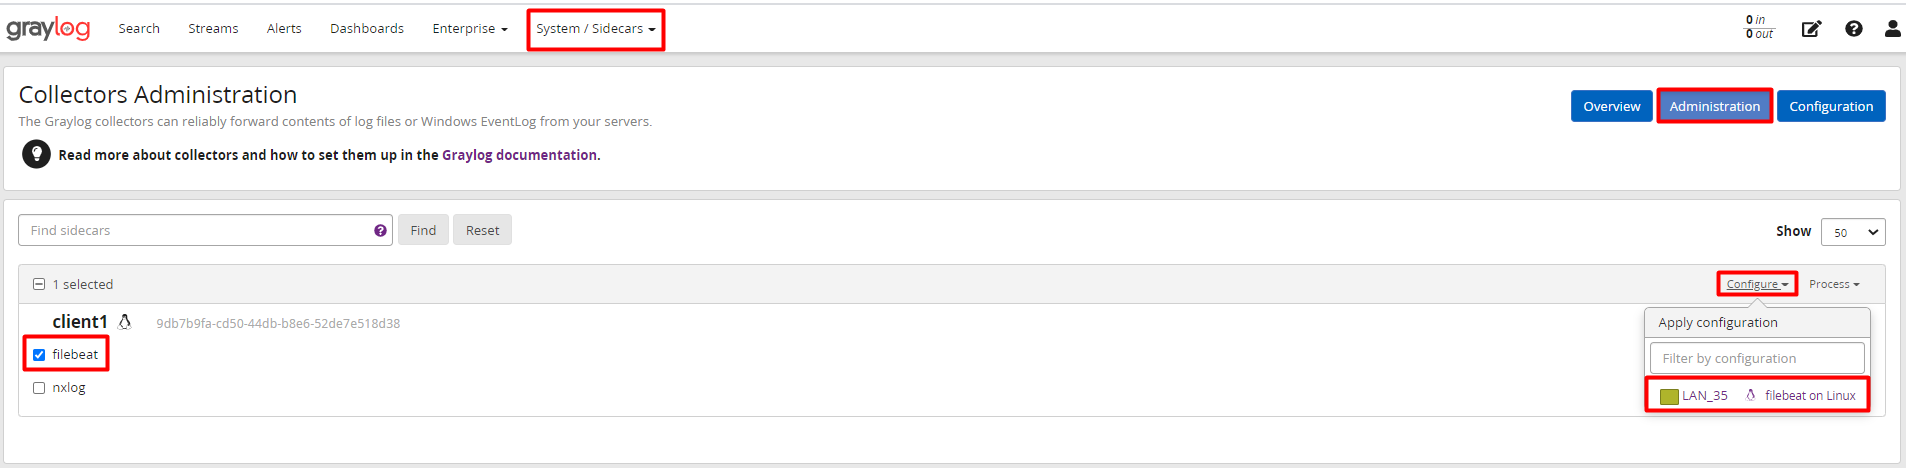 graylog Search Streams Alerts Dashboards Enterprise System / Sidecars 0 in
0 out
Collectors Administration
Overview Administration Configuration
The Graylog collectors can reliably forward contents of log files or Windows EventLog from your servers.
Read more about collectors and how to set them up in the Graylog documentation.
Find sidecars ? Find Reset Show 50
1 selected Configure Process
client1 9db7b9fa-cd50-44db-b8e6-52de7e518d38
Apply configuration
filebeat
Filter by configuration
nxlog
LAN_35 filebeat on Linux